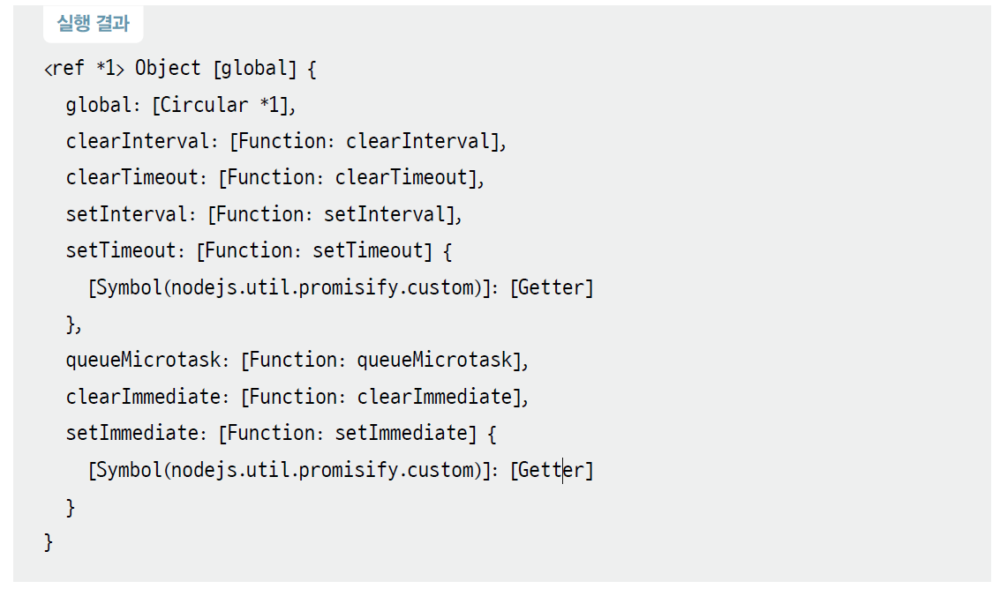 실행 결과
<ref *1> Object [global] {
  global: [Circular *1],
  clearInterval: [Function: clearInterval],
  clearTimeout: [Function: clearTimeout],
  setInterval: [Function: setInterval],
  setTimeout: [Function: setTimeout] {
    [Symbol(nodejs.util.promisify.custom)]: [Getter]
  },
  queueMicrotask: [Function: queueMicrotask],
  clearImmediate: [Function: clearImmediate],
  setImmediate: [Function: setImmediate] {
    [Symbol(nodejs.util.promisify.custom)]: [Getter]
  }
}